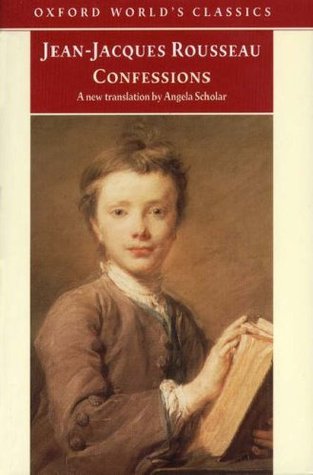 OXFORD WORLD'S CLASSICS
JEAN-JACQUES ROUSSEAU
CONFESSIONS
A new translation by Angela Scholar